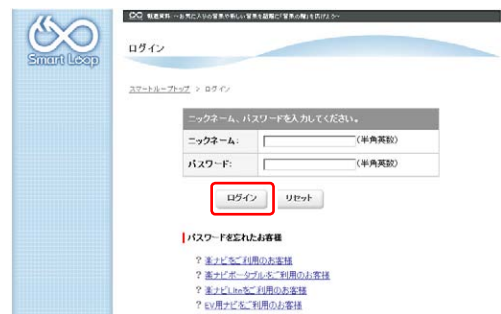 Smart Loop
ログイン
スマートループトップ > ログイン
ニックネーム、パスワードを入力してください。
ニックネーム: (半角英数)
パスワード: (半角英数)
ログイン リセット
パスワードを忘れたお客様
? 楽ナビをご利用のお客様
? 楽ナビポータブルをご利用のお客様
? 楽ナビLiteをご利用のお客様
? EV用ナビをご利用のお客様